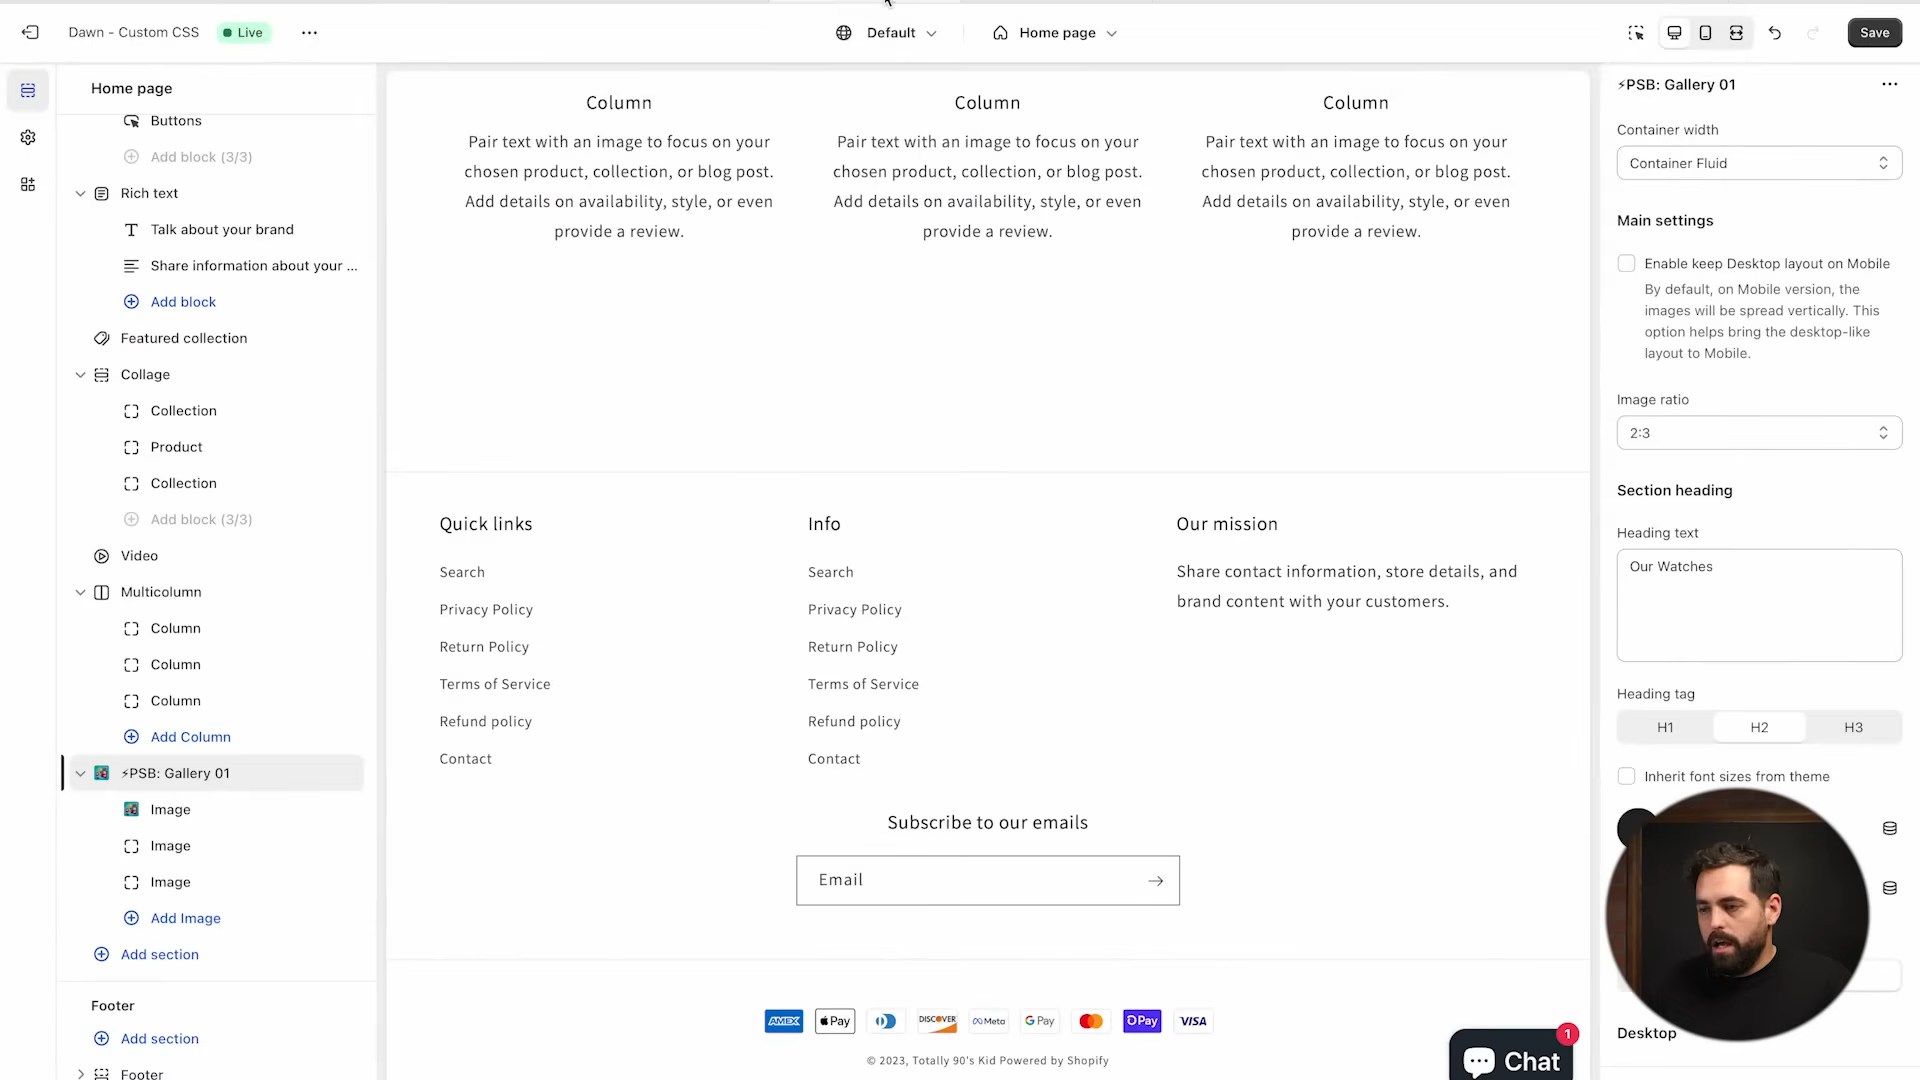 Dawn - Custom CSS
Live
Default
Home page
Save
Home page
Buttons
Add block (3/3)
Rich text
Talk about your brand
Share information about your ...
Add block
Featured collection
Collage
Collection
Product
Collection
Add block (3/3)
Video
Multicolumn
Column
Column
Column
Add Column
⚡PSB: Gallery 01
Image
Image
Image
Add Image
Add section
Footer
Add section
Footer
Column
Pair text with an image to focus on your
chosen product, collection, or blog post.
Add details on availability, style, or even
provide a review.
Column
Pair text with an image to focus on your
chosen product, collection, or blog post.
Add details on availability, style, or even
provide a review.
Column
Pair text with an image to focus on your
chosen product, collection, or blog post.
Add details on availability, style, or even
provide a review.
Quick links
Search
Privacy Policy
Return Policy
Terms of Service
Refund policy
Contact
Info
Search
Privacy Policy
Return Policy
Terms of Service
Refund policy
Contact
Our mission
Share contact information, store details, and
brand content with your customers.
Subscribe to our emails
Email
AMEX
Pay
DISCOVER
Meta
G Pay
Pay
VISA
© 2023, Totally 90's Kid Powered by Shopify
1
Chat
⚡PSB: Gallery 01
Container width
Container Fluid
Main settings
Enable keep Desktop layout on Mobile
By default, on Mobile version, the
images will be spread vertically. This
option helps bring the desktop-like
layout to Mobile.
Image ratio
2:3
Section heading
Heading text
Our Watches
Heading tag
H1
H2
H3
Inherit font sizes from theme
Desktop